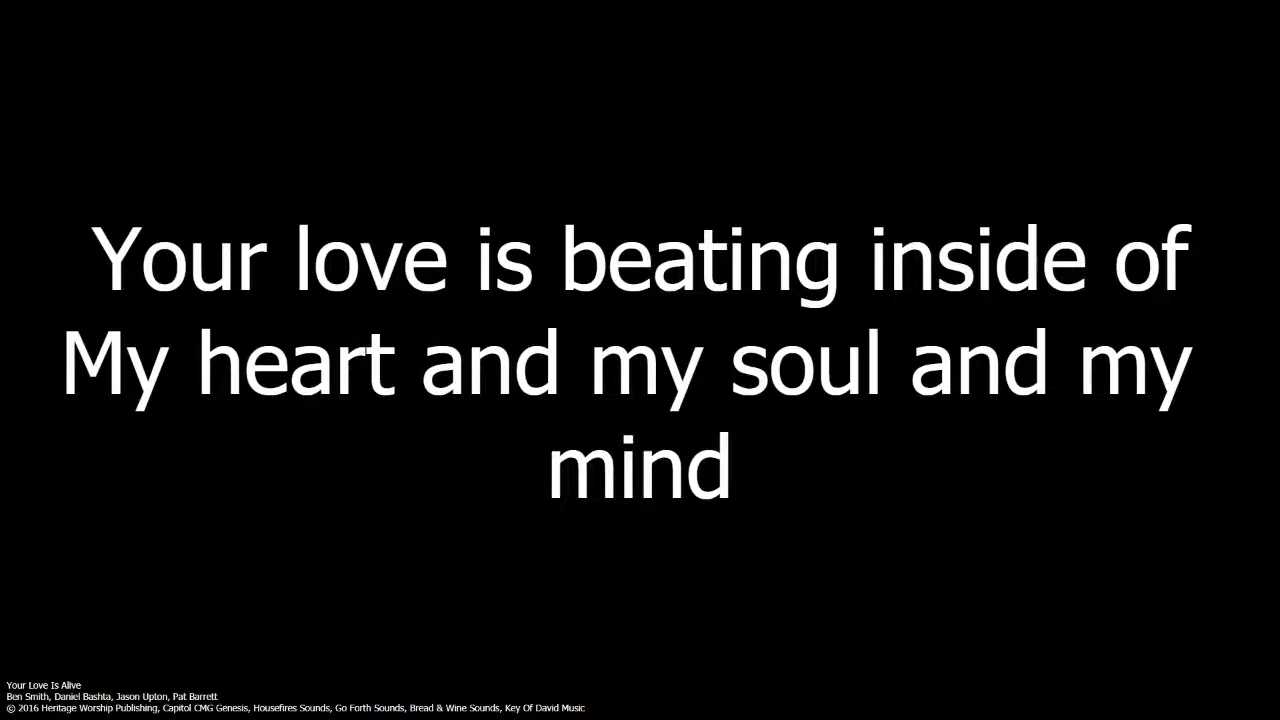 Your love is beating inside of
My heart and my soul and my
mind
Your Love Is Alive
Ben Smith, Daniel Bashta, Jason Upton, Pat Barrett
© 2016 Heritage Worship Publishing, Capitol CMG Genesis, Housefires Sounds, Go Forth Sounds, Bread & Wine Sounds, Key Of David Music